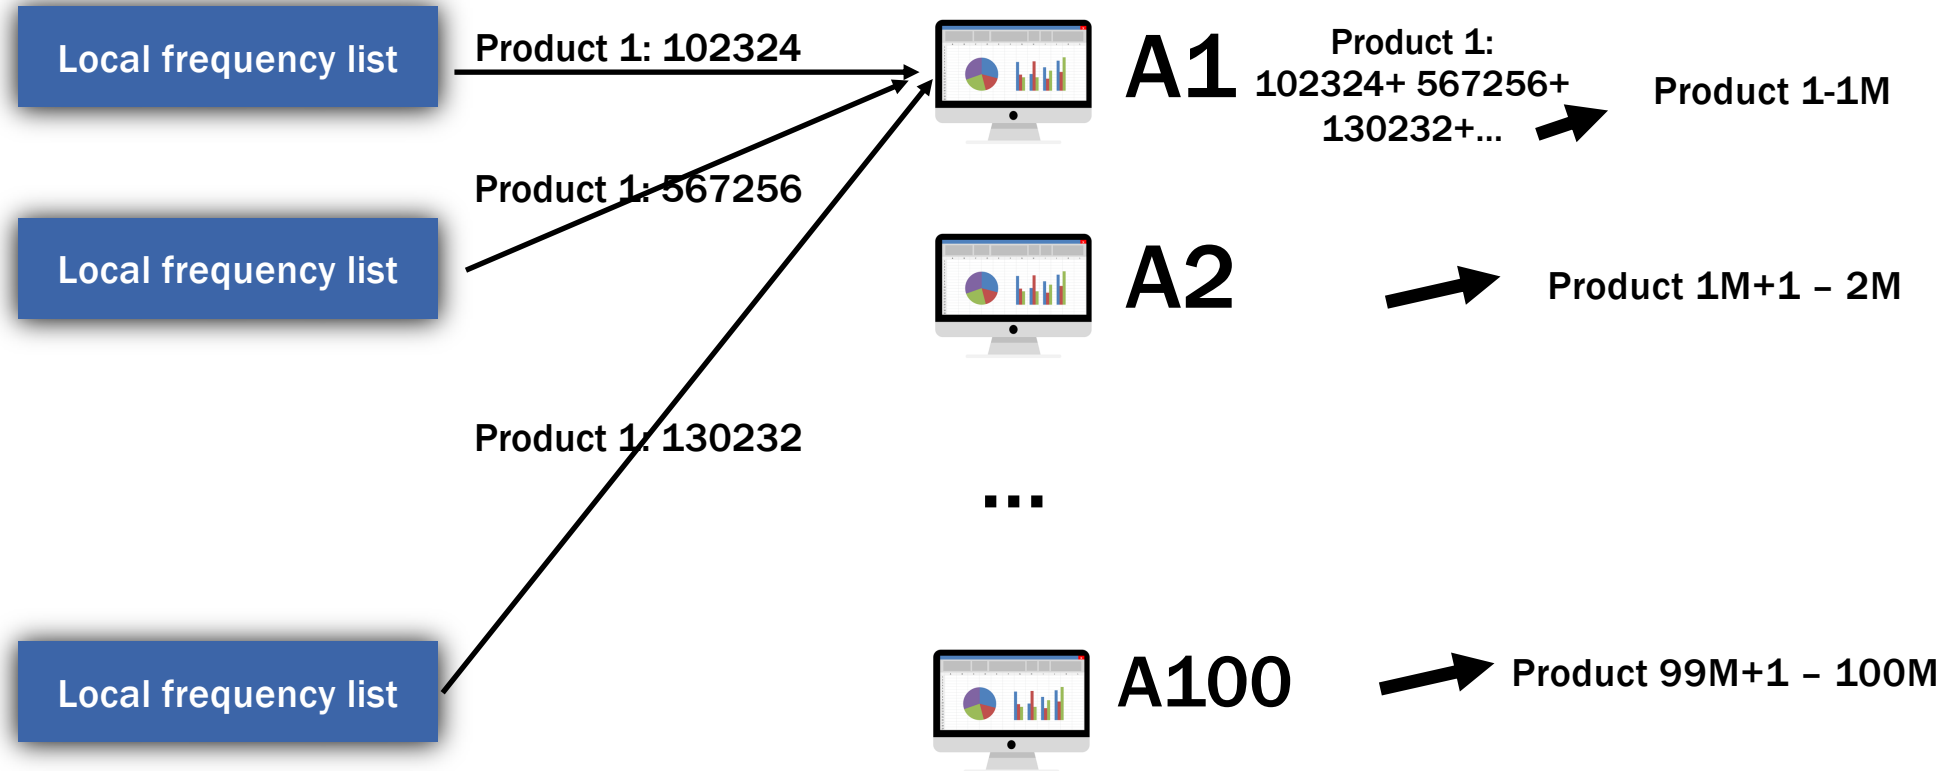 Local frequency list
Product 1: 102324
A1
Product 1:
102324+ 567256+
130232+...
Product 1-1M
Product 1: 567256
Local frequency list
A2
Product 1M+1 – 2M
Product 1: 130232
...
Local frequency list
A100
Product 99M+1 – 100M